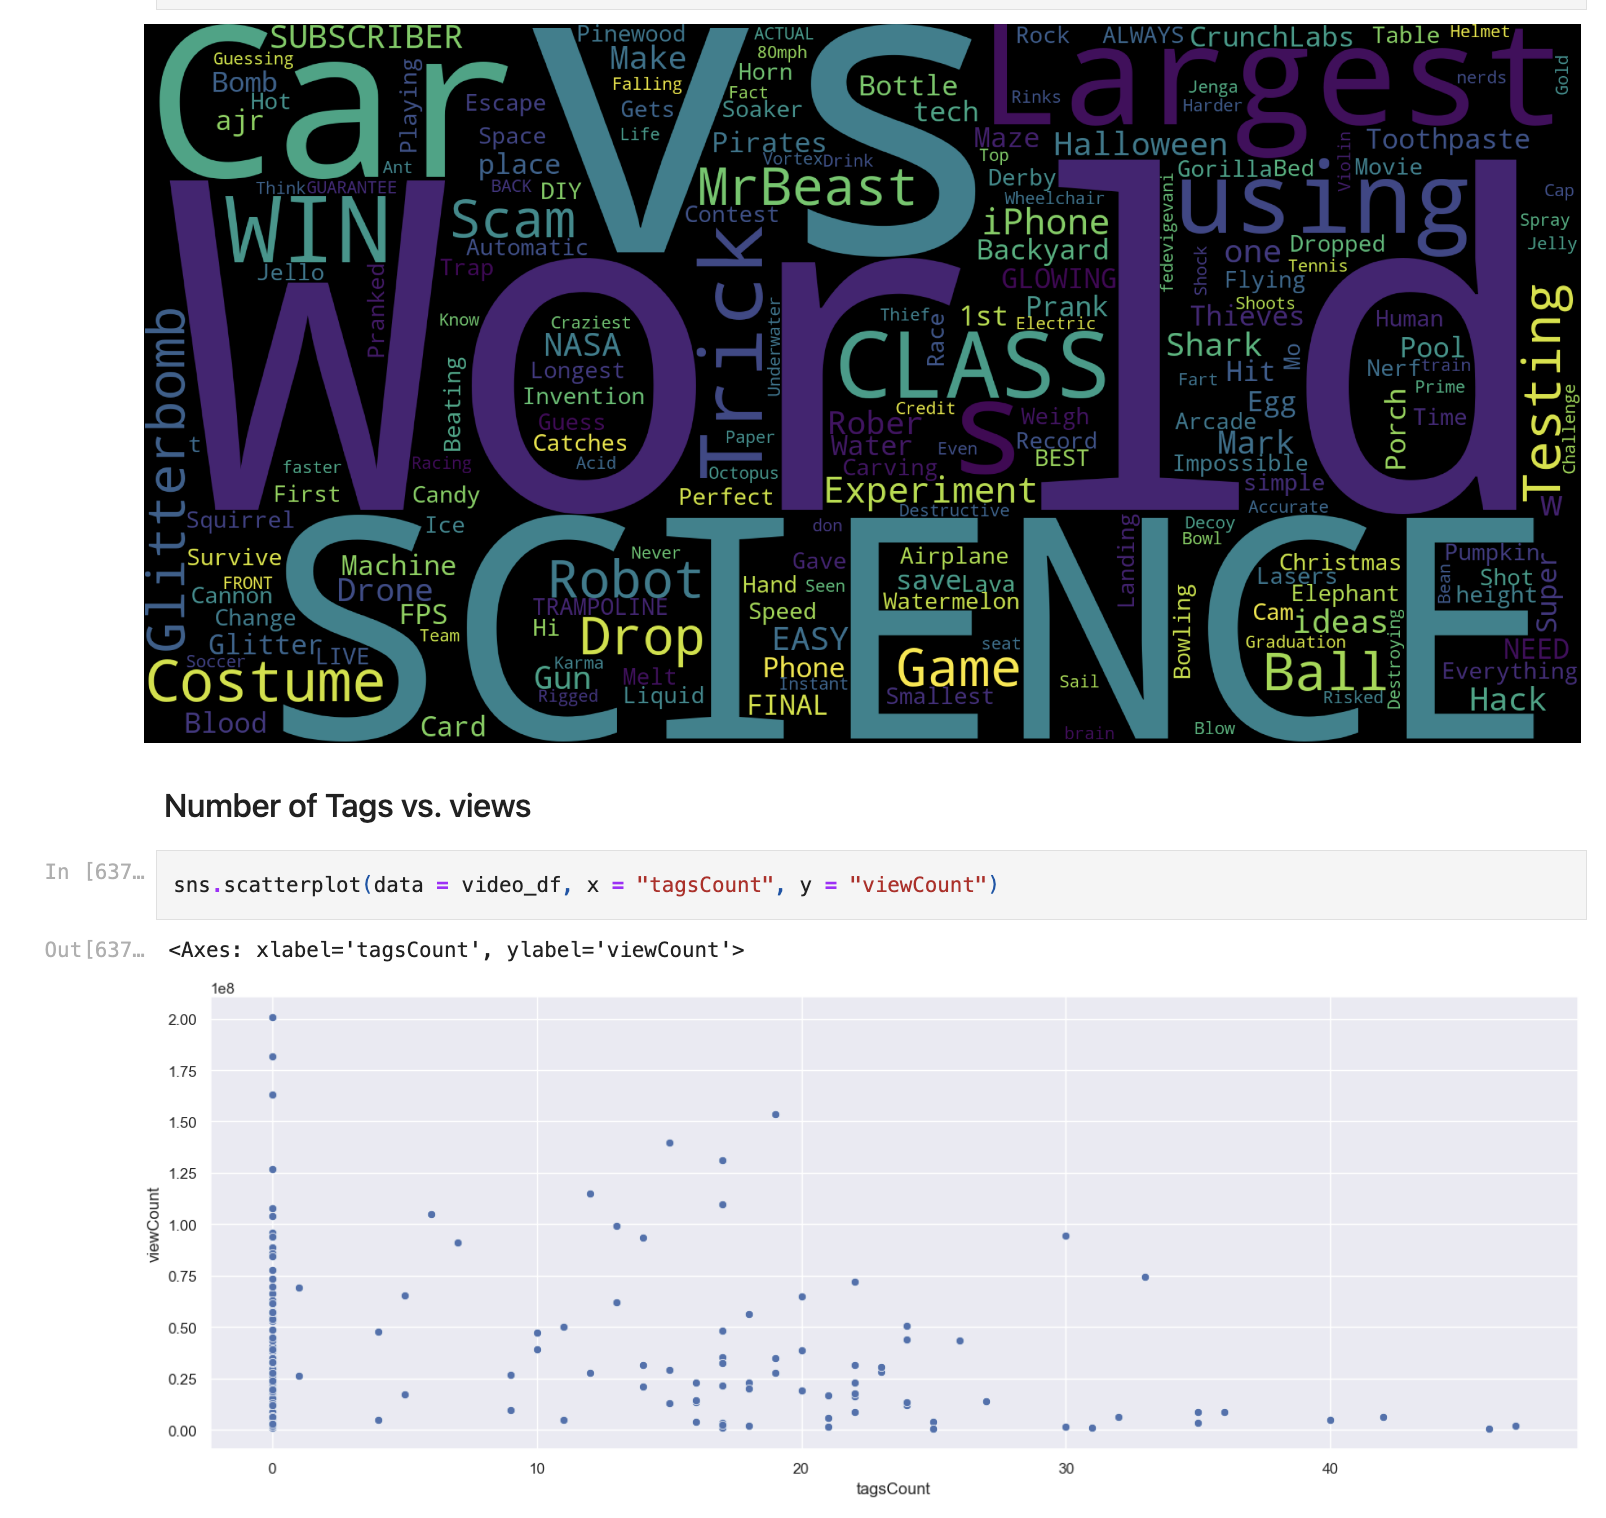 Car
VS
Largest
World
SCIENCE
SUBSCRIBER
Guessing
Bomb
Hot
ajr
Playing
Ant
Escape
Space
place
Pinewood
Make
Falling
Gets
Life
ACTUAL
80mph
Horn
Fact
Soaker
Pirates
Vortex
Drink
Bottle
tech
Rock
ALWAYS
CrunchLabs
Table
Helmet
Gold
Rinks
Jenga
Harder
nerds
Maze
Halloween
Violin
Toothpaste
Top
Derby
Wheelchair
GorillaBed
Movie
using
Cap
Spray
Jelly
Think
GUARANTEE
BACK
DIY
WIN
Scam
Automatic
MrBeast
Contest
iPhone
Backyard
fedevigevani
one
Dropped
Tennis
Shock
Flying
Jello
Pranked
Trap
Trick
GLOWING
Prank
Shoots
Thieves
Human
Testing
Glitterbomb
Know
Craziest
NASA
Longest
Invention
Guess
Catches
Acid
Beating
Underwater
Thief
Race
1st
Electric
CLASS
Shark
Mo
Pool
Nerf
train
Prime
Fart
Hit
Egg
Porch
Time
Challenge
t
faster
Racing
Paper
Octopus
Credit
s
Rober
Water
Carving
Even
Weigh
Record
BEST
Arcade
Mark
Impossible
simple
First
Candy
Perfect
Experiment
Destructive
Accurate
W
Squirrel
Ice
don
Landing
Decoy
Bowl
Survive
FRONT
Cannon
Change
Glitter
Machine
Drone
FPS
Team
LIVE
Soccer
Costume
Blood
Card
Never
Robot
TRAMPOLINE
Hi
Drop
Karma
Gun
Rigged
Melt
Liquid
Gave
Hand
Seen
Speed
EASY
Phone
Instant
FINAL
Airplane
save
Lava
Watermelon
seat
Game
Smallest
Sail
brain
Bowling
Christmas
Lasers
Elephant
Cam
ideas
Graduation
Ball
Destroying
Risked
Blow
Pumpkin
Bean
Shot
height
Super
NEED
Everything
Hack
Number of Tags vs. views
In [637…
sns.scatterplot(data = video_df, x = "tagsCount", y = "viewCount")
Out[637…
<Axes: xlabel='tagsCount', ylabel='viewCount'>
1e8
2.00
1.75
1.50
1.25
1.00
0.75
0.50
0.25
0.00
viewCount
0 10 20 30 40
tagsCount